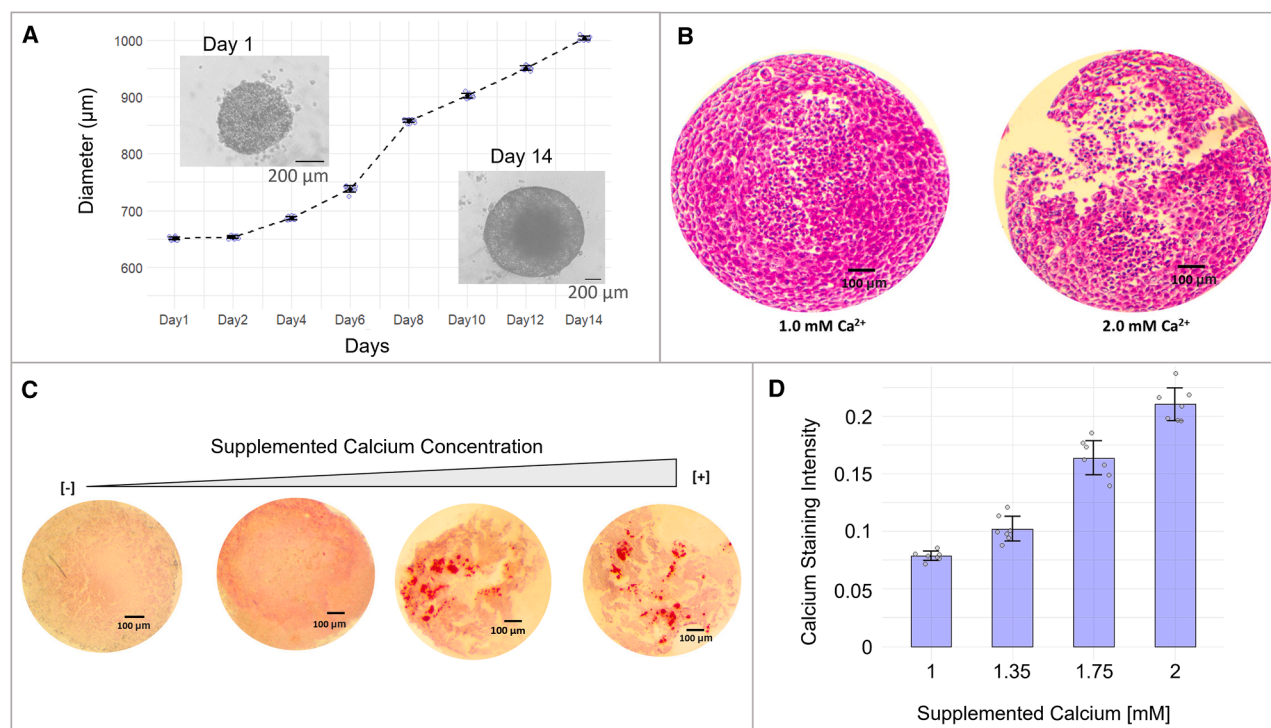 A
Day 1
200 µm
Day 14
200 µm
Diameter (µm)
1000
900
800
700
600
Day1 Day2 Day4 Day6 Day8 Day10 Day12 Day14
Days
B
100 µm
1.0 mM Ca²⁺
100 µm
2.0 mM Ca²⁺
C
Supplemented Calcium Concentration
[-]
[+]
100 µm
100 µm
100 µm
100 µm
D
Calcium Staining Intensity
0.2
0.15
0.1
0.05
0
1 1.35 1.75 2
Supplemented Calcium [mM]